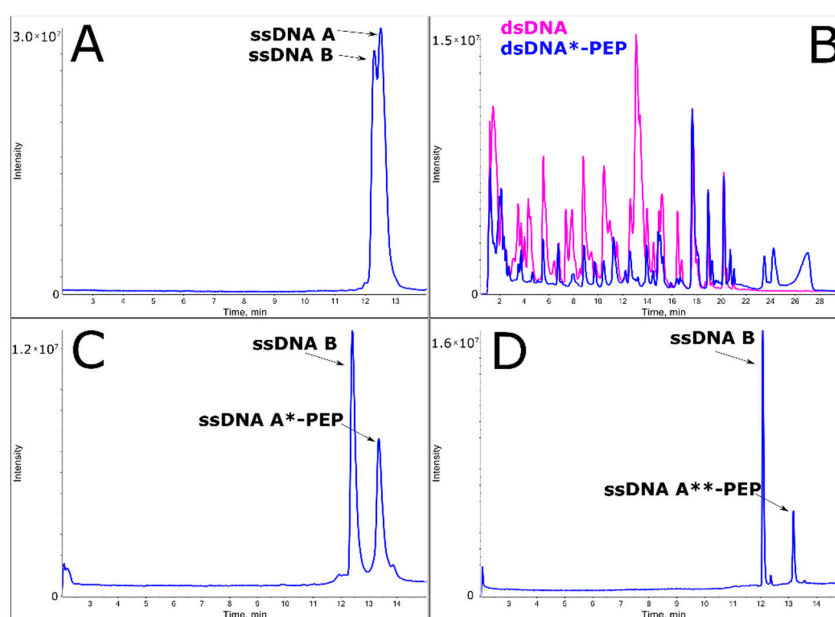 A
3.0×10⁷
ssDNA A
ssDNA B
Intensity
0
3 4 5 6 7 8 9 10 11 12 13
Time, min
B
dsDNA
dsDNA*-PEP
1.5×10⁷
Intensity
0
2 4 6 8 10 12 14 16 18 20 22 24 26 28
Time, min
C
1.2×10⁷
ssDNA B
ssDNA A*-PEP
Intensity
0
3 4 5 6 7 8 9 10 11 12 13 14
Time, min
D
1.6×10⁷
ssDNA B
ssDNA A**-PEP
Intensity
0
3 4 5 6 7 8 9 10 11 12 13 14
Time, min